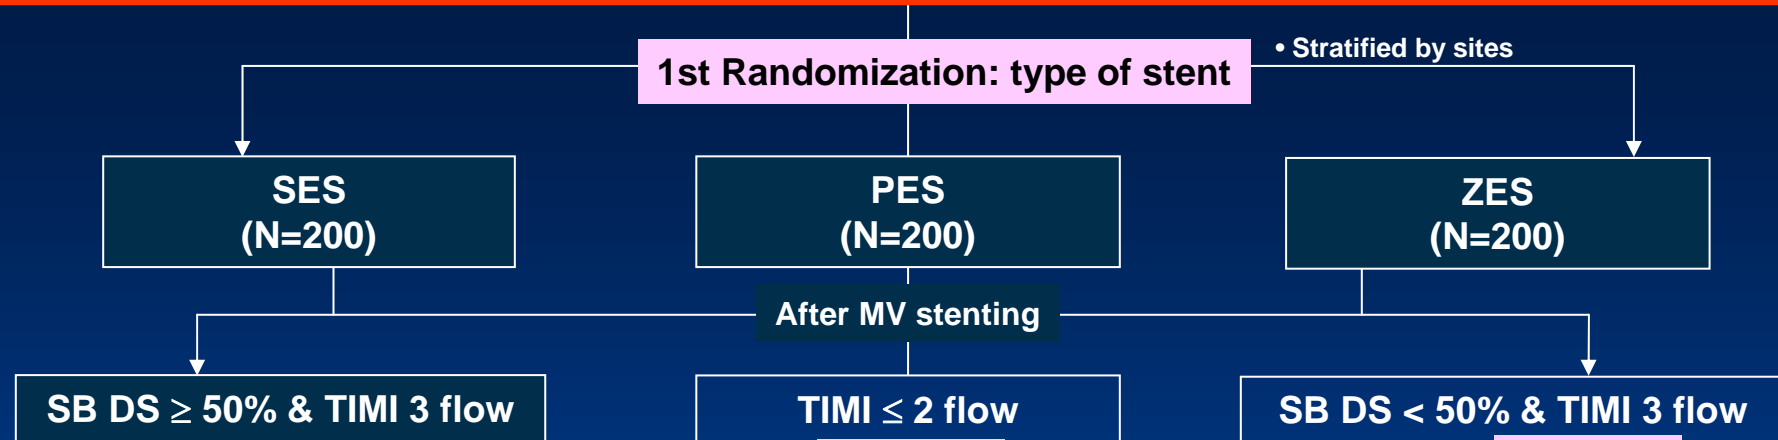 • Stratified by sites
1st Randomization: type of stent
SES
(N=200)
PES
(N=200)
ZES
(N=200)
After MV stenting
SB DS ≥ 50% & TIMI 3 flow
TIMI ≤ 2 flow
SB DS < 50% & TIMI 3 flow